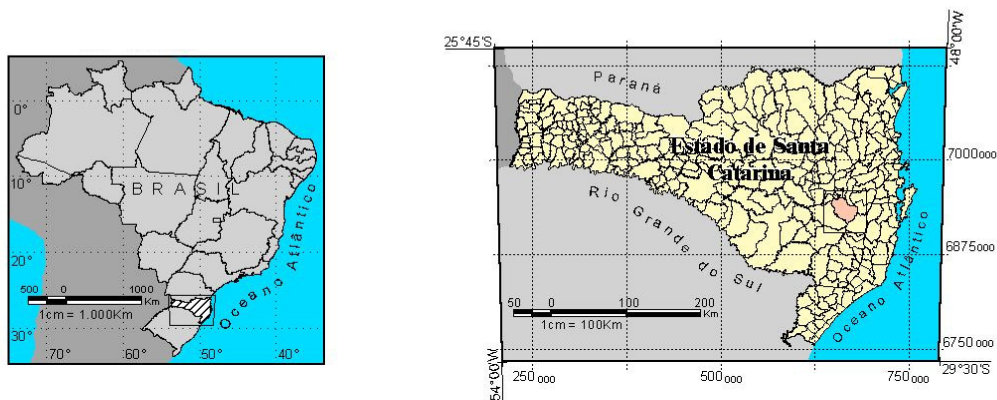 0°
10°
20°
30°
BRASIL
Oceano Atlântico
500 0 1000
Km
1cm = 1.000Km
70° 60° 50° 40°
25°45'S
48°00'W
Paraná
Estado de Santa
Catarina
Rio Grande do Sul
Oceano Atlântico
7000000
6875000
6750000
50 0 100 200
Km
1cm = 100Km
29°30'S
54°00'W
250000 500000 750000